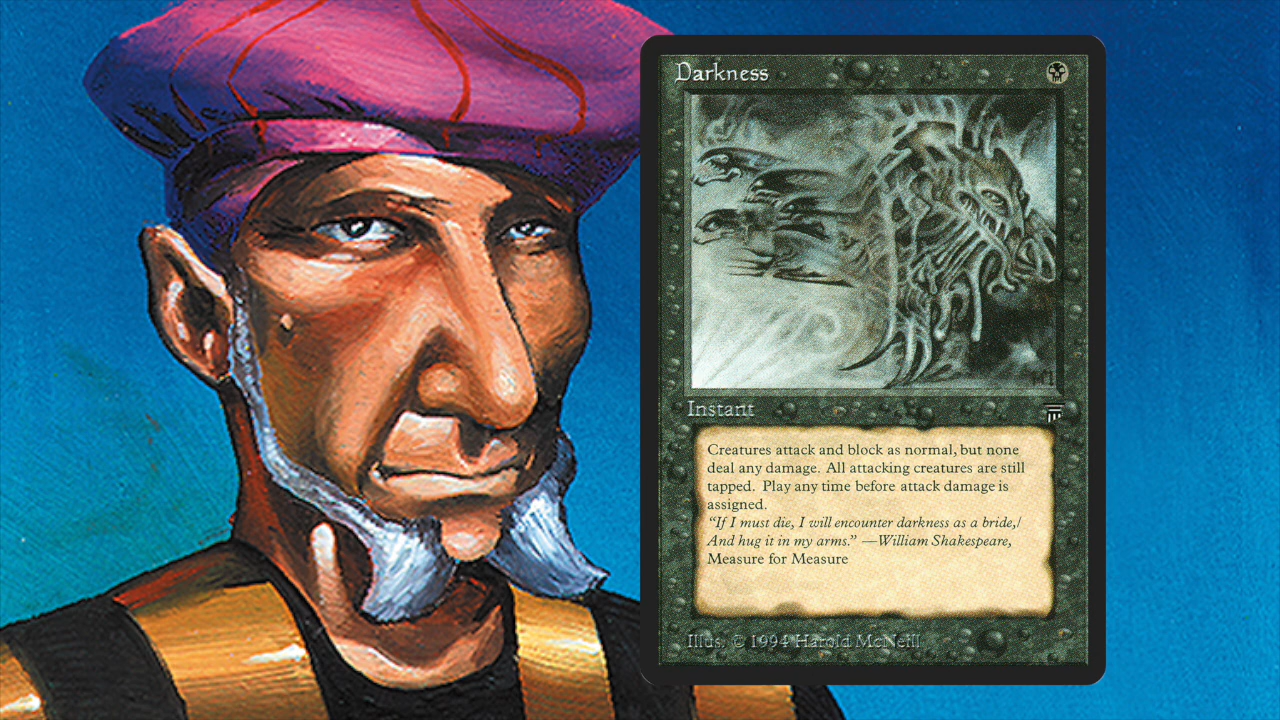 Darkness
Instant
Creatures attack and block as normal, but none
deal any damage. All attacking creatures are still
tapped. Play any time before attack damage is
assigned.
“If I must die, I will encounter darkness as a bride,/
And hug it in my arms.” —William Shakespeare,
Measure for Measure
Illus. © 1994 Harold McNeill